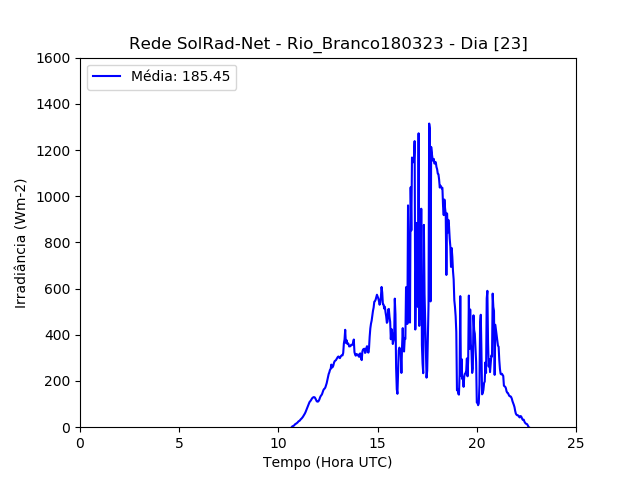 Rede SolRad-Net - Rio_Branco180323 - Dia [23]
Média: 185.45
1600
1400
1200
1000
800
600
400
200
0
Irradiância (Wm-2)
0 5 10 15 20 25
Tempo (Hora UTC)